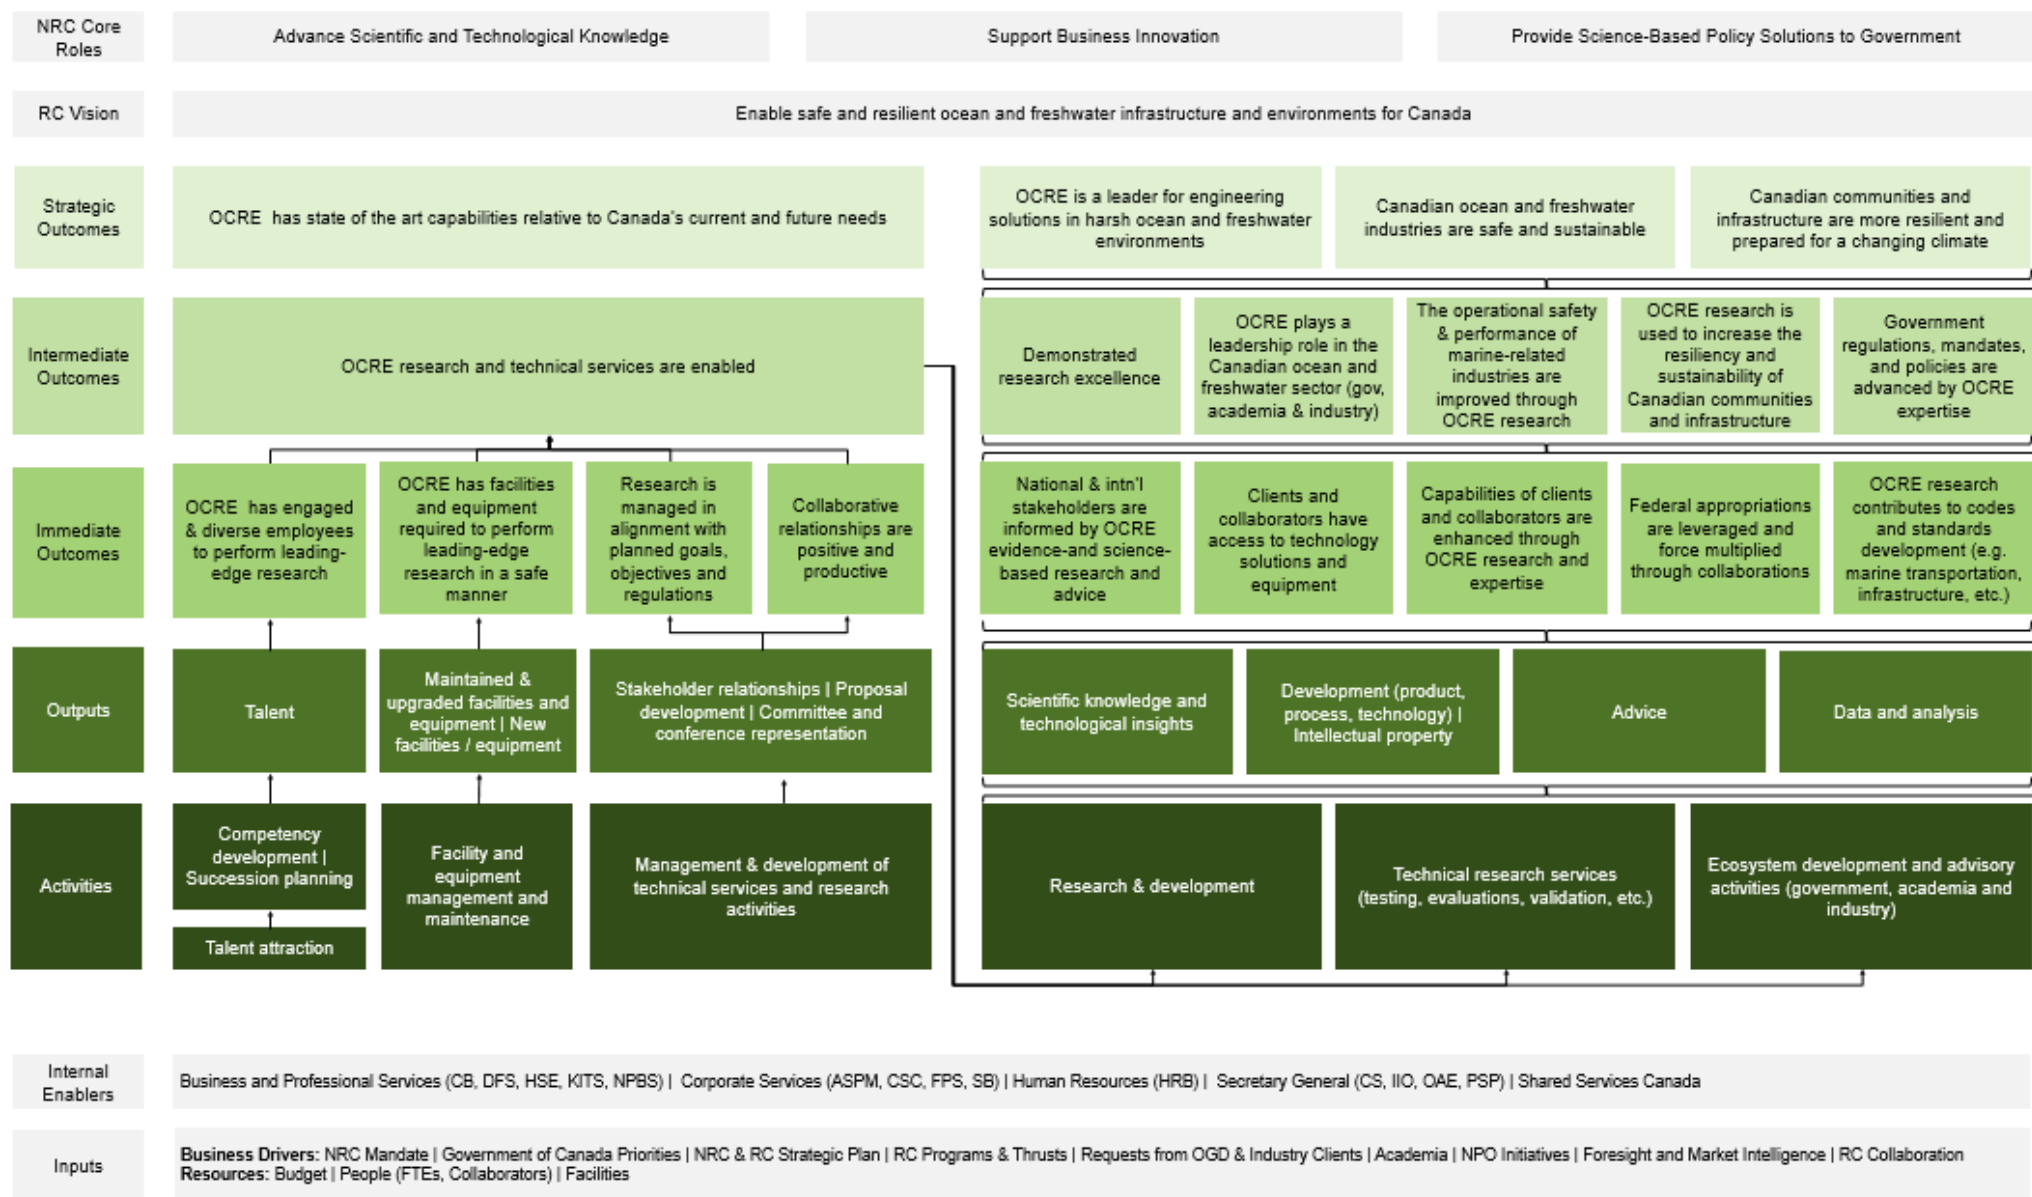 NRC Core
Roles
Advance Scientific and Technological Knowledge
Support Business Innovation
Provide Science-Based Policy Solutions to Government
RC Vision
Enable safe and resilient ocean and freshwater infrastructure and environments for Canada
Strategic
Outcomes
OCRE has state of the art capabilities relative to Canada's current and future needs
OCRE is a leader for engineering
solutions in harsh ocean and freshwater
environments
Canadian ocean and freshwater
industries are safe and sustainable
Canadian communities and
infrastructure are more resilient and
prepared for a changing climate
Intermediate
Outcomes
OCRE research and technical services are enabled
Demonstrated
research excellence
OCRE plays a
leadership role in the
Canadian ocean and
freshwater sector (gov,
academia & industry)
The operational safety
& performance of
marine-related
industries are
improved through
OCRE research
OCRE research is
used to increase the
resiliency and
sustainability of
Canadian communities
and infrastructure
Government
regulations, mandates,
and policies are
advanced by OCRE
expertise
Immediate
Outcomes
OCRE has engaged
& diverse employees
to perform leading-
edge research
OCRE has facilities
and equipment
required to perform
leading-edge
research in a safe
manner
Research is
managed in
alignment with
planned goals,
objectives and
regulations
Collaborative
relationships are
positive and
productive
National & intn'l
stakeholders are
informed by OCRE
evidence-and science-
based research and
advice
Clients and
collaborators have
access to technology
solutions and
equipment
Capabilities of clients
and collaborators are
enhanced through
OCRE research and
expertise
Federal appropriations
are leveraged and
force multiplied
through collaborations
OCRE research
contributes to codes
and standards
development (e.g.
marine transportation,
infrastructure, etc.)
Outputs
Talent
Maintained &
upgraded facilities and
equipment | New
facilities / equipment
Stakeholder relationships | Proposal
development | Committee and
conference representation
Scientific knowledge and
technological insights
Development (product,
process, technology) |
Intellectual property
Advice
Data and analysis
Activities
Competency
development |
Succession planning
Talent attraction
Facility and
equipment
management and
maintenance
Management & development of
technical services and research
activities
Research & development
Technical research services
(testing, evaluations, validation, etc.)
Ecosystem development and advisory
activities (government, academia and
industry)
Internal
Enablers
Business and Professional Services (CB, DFS, HSE, KITS, NPBS) | Corporate Services (ASPM, CSC, FPS, SB) | Human Resources (HRB) | Secretary General (CS, IIO, OAE, PSP) | Shared Services Canada
Inputs
Business Drivers: NRC Mandate | Government of Canada Priorities | NRC & RC Strategic Plan | RC Programs & Thrusts | Requests from OGD & Industry Clients | Academia | NPO Initiatives | Foresight and Market Intelligence | RC Collaboration
Resources: Budget | People (FTEs, Collaborators) | Facilities